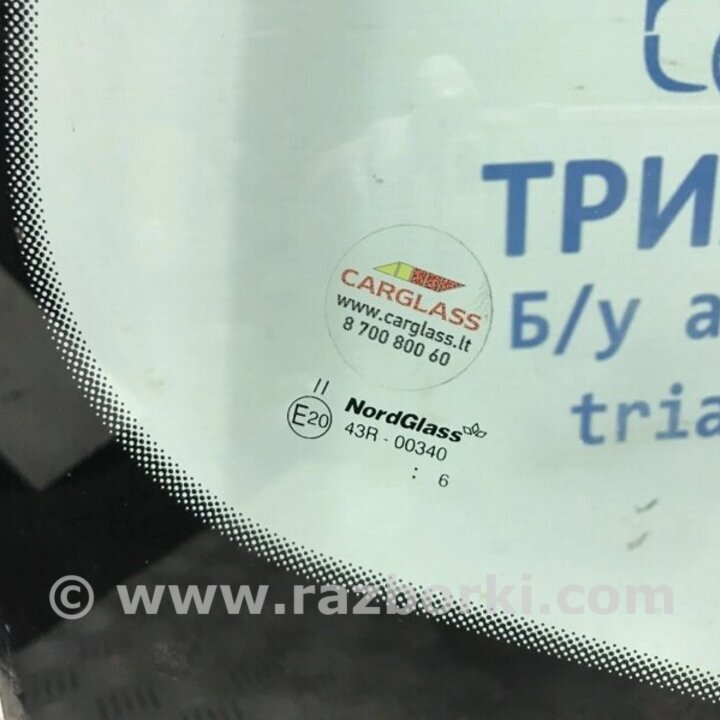 ТРИ
Б/у а
tria
CARGLASS
www.carglass.lt
8 700 800 60
II
E20
NordGlass
43R - 00340
: 6
© www.razborki.com